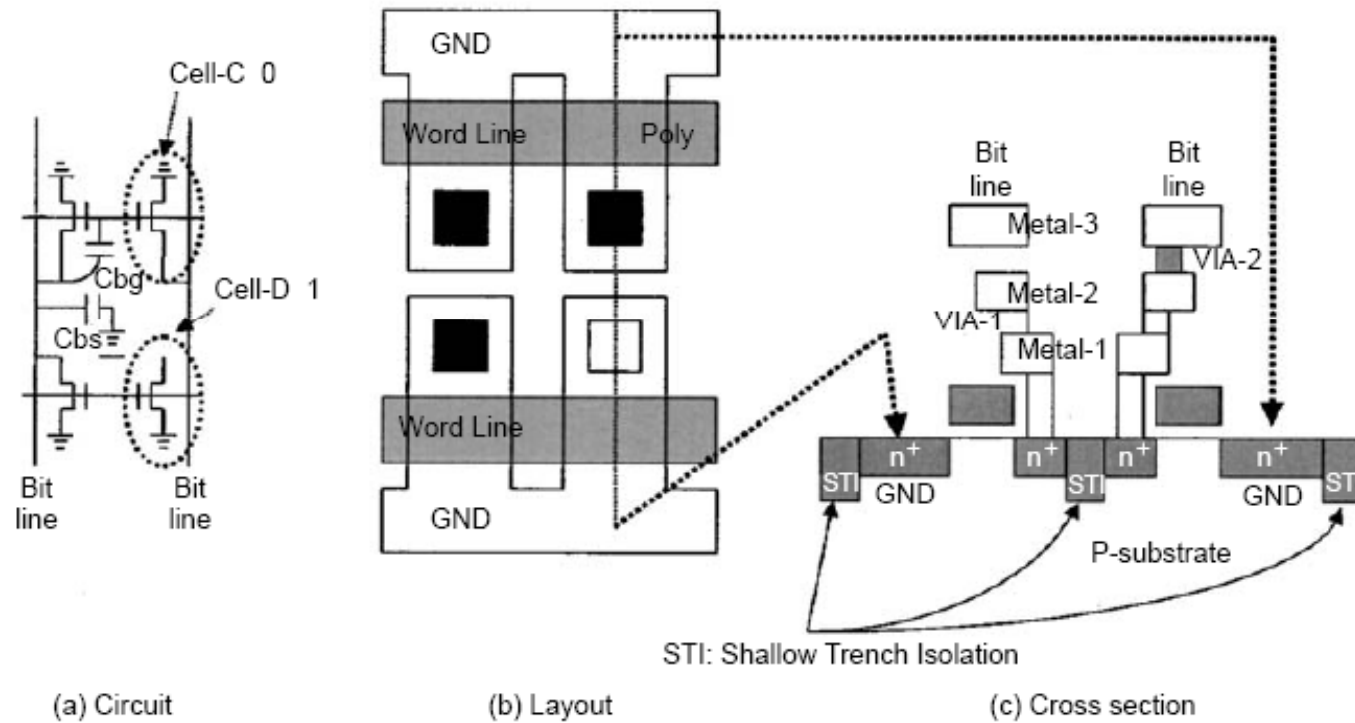 Cell-C 0
Cbg
Cell-D 1
Cbs
Bit
line
Bit
line
(a) Circuit
GND
Word Line
Poly
Word Line
GND
(b) Layout
Bit
line
Bit
line
Metal-3
VIA-2
Metal-2
VIA-1
Metal-1
n+
n+
n+
n+
STI
GND
STI
GND
STI
P-substrate
STI: Shallow Trench Isolation
(c) Cross section